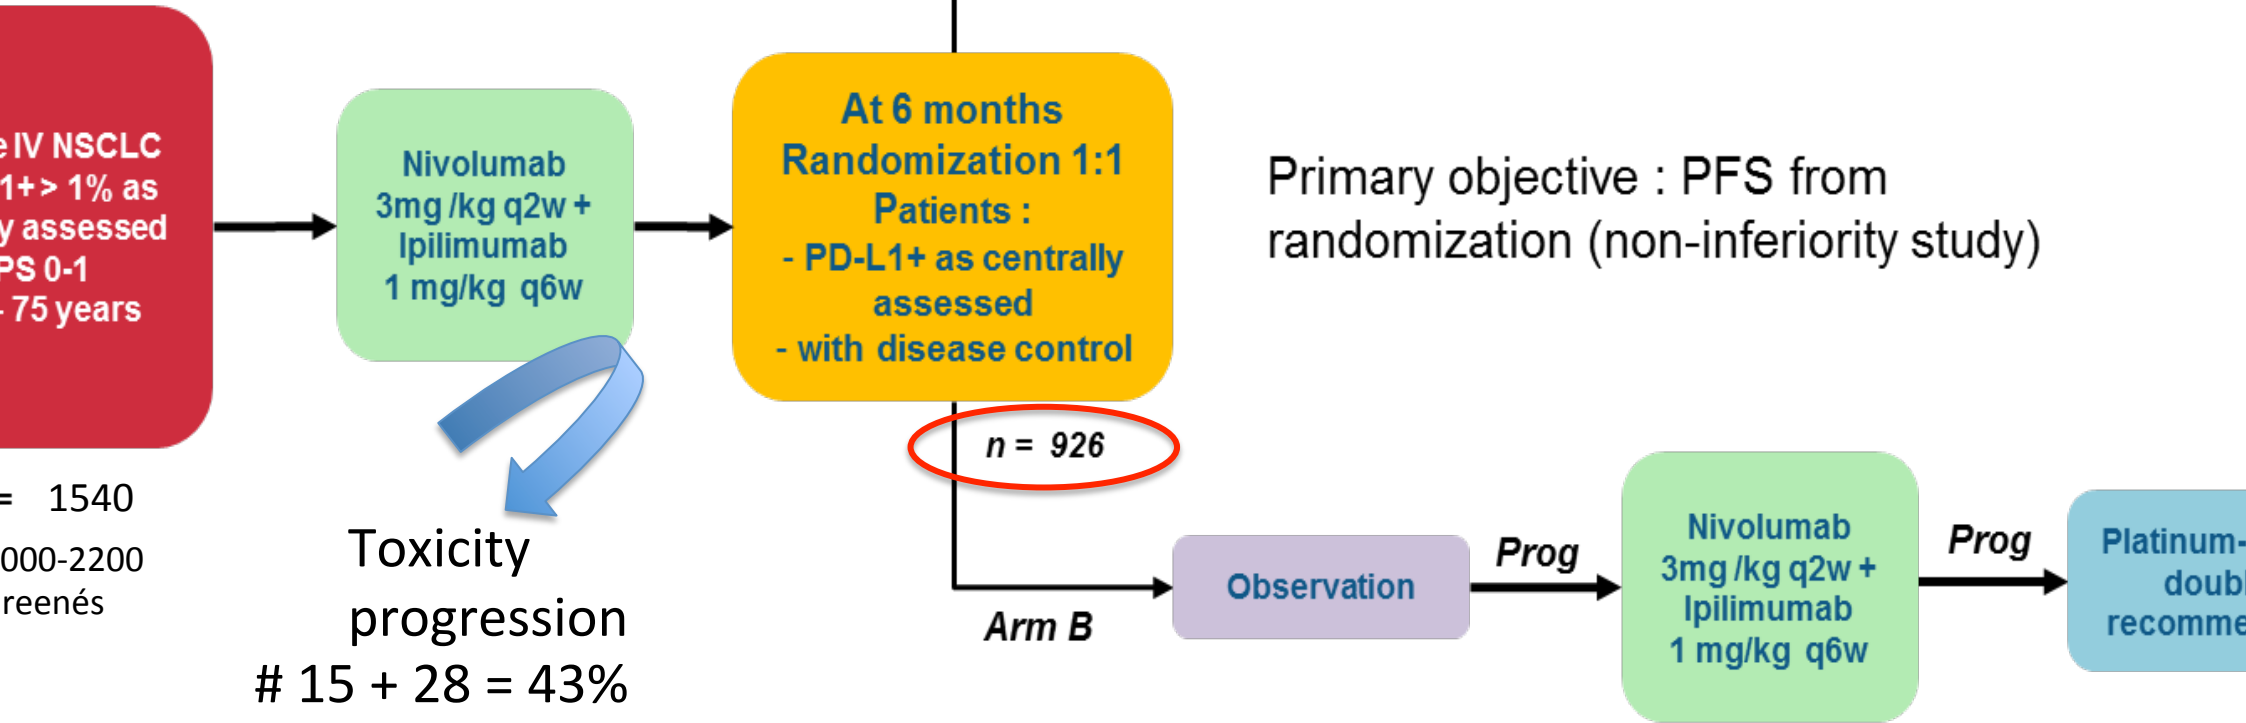 e IV NSCLC
1+ > 1% as
y assessed
PS 0-1
- 75 years
= 1540
000-2200
reenés
Nivolumab
3mg /kg q2w +
Ipilimumab
1 mg/kg q6w
Toxicity
progression
# 15 + 28 = 43%
At 6 months
Randomization 1:1
Patients :
- PD-L1+ as centrally
assessed
- with disease control
n = 926
Arm B
Primary objective : PFS from
randomization (non-inferiority study)
Observation
Prog
Nivolumab
3mg /kg q2w +
Ipilimumab
1 mg/kg q6w
Prog
Platinum-
doubl
recomme